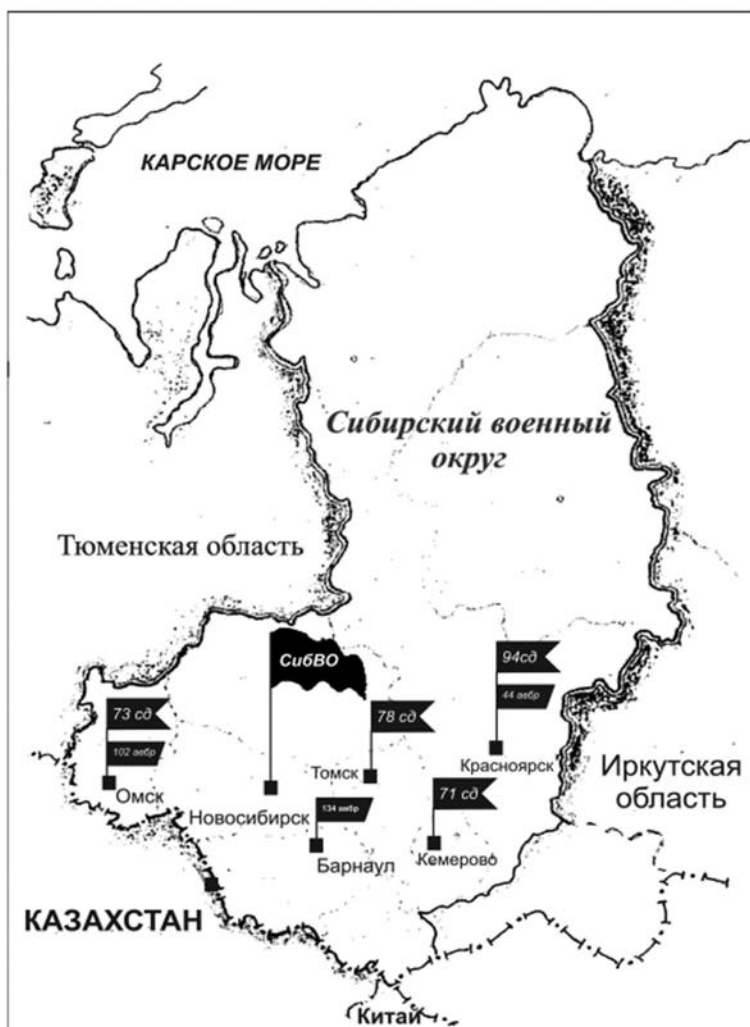 КАРСКОЕ МОРЕ
Сибирский военный
округ
Тюменская область
СибВО
94сд
44 авбр
73 сд
78 сд
102 авбр
Красноярск
Томск
Иркутская
область
71 сд
Омск
Новосибирск
134 авбр
Барнаул
Кемерово
КАЗАХСТАН
Китай